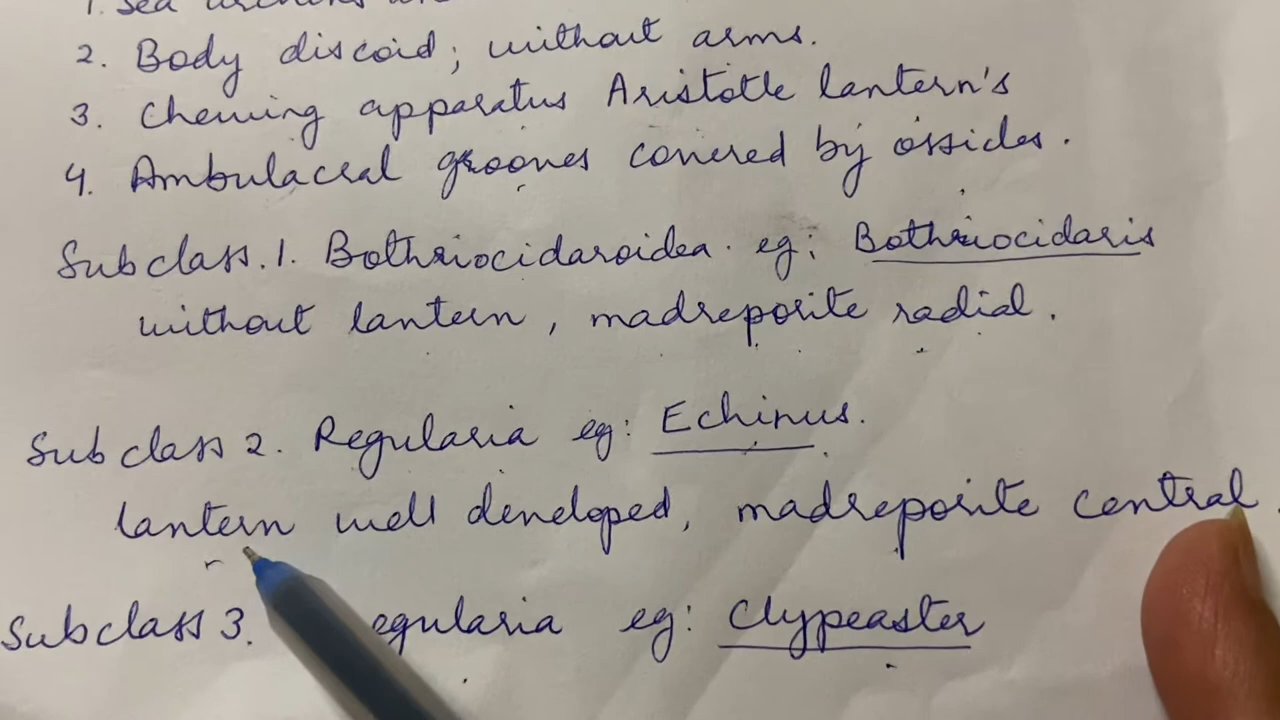 1. Sea
2. Body discoid; without arms.
3. Chewing apparatus Aristotle lantern's
4. Ambulacral grooves covered by ossicles.
Subclass.1. Bothriocidaroidea. eg: Bothriocidaris
without lantern, madreporite radial.
Subclass 2. Regularia eg: Echinus.
lantern well developed, madreporite central.
Subclass 3. egularia eg: Clypeaster